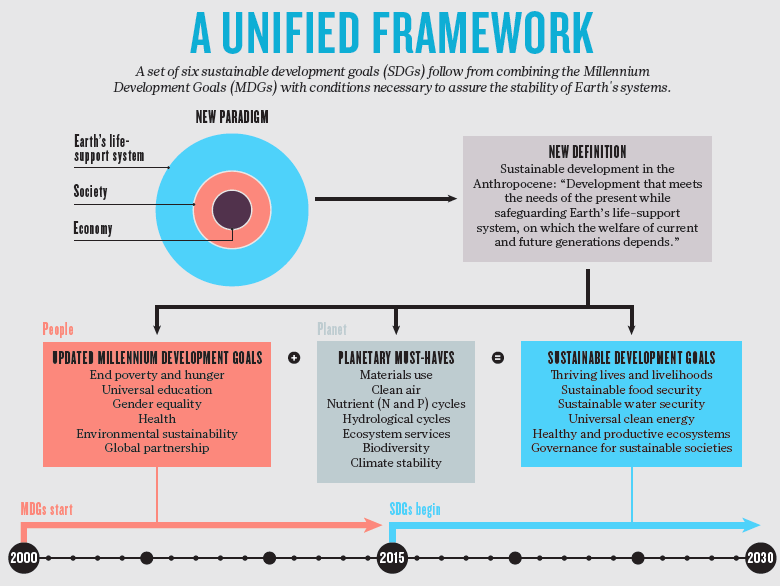 A UNIFIED FRAMEWORK
A set of six sustainable development goals (SDGs) follow from combining the Millennium
Development Goals (MDGs) with conditions necessary to assure the stability of Earth's systems.
NEW PARADIGM
Earth's life-
support system
Society
Economy
NEW DEFINITION
Sustainable development in the
Anthropocene: “Development that meets
the needs of the present while
safeguarding Earth's life-support
system, on which the welfare of current
and future generations depends.”
People
UPDATED MILLENNIUM DEVELOPMENT GOALS
End poverty and hunger
Universal education
Gender equality
Health
Environmental sustainability
Global partnership
+
Planet
PLANETARY MUST-HAVES
Materials use
Clean air
Nutrient (N and P) cycles
Hydrological cycles
Ecosystem services
Biodiversity
Climate stability
=
SUSTAINABLE DEVELOPMENT GOALS
Thriving lives and livelihoods
Sustainable food security
Sustainable water security
Universal clean energy
Healthy and productive ecosystems
Governance for sustainable societies
MDGs start
SDGs begin
2000
2015
2030